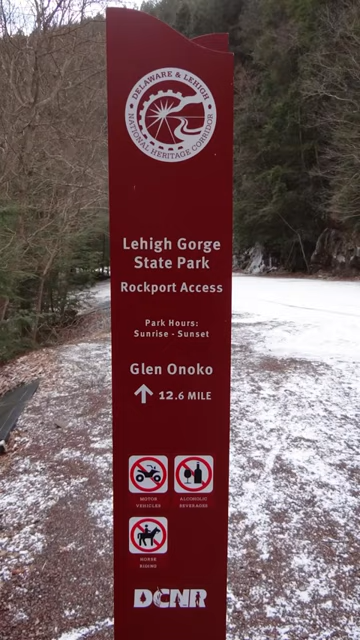 DELAWARE & LEHIGH
NATIONAL HERITAGE CORRIDOR
Lehigh Gorge
State Park
Rockport Access
Park Hours:
Sunrise - Sunset
Glen Onoko
12.6 MILE
MOTOR
VEHICLES
ALCOHOLIC
BEVERAGES
HORSE
RIDING
DCNR